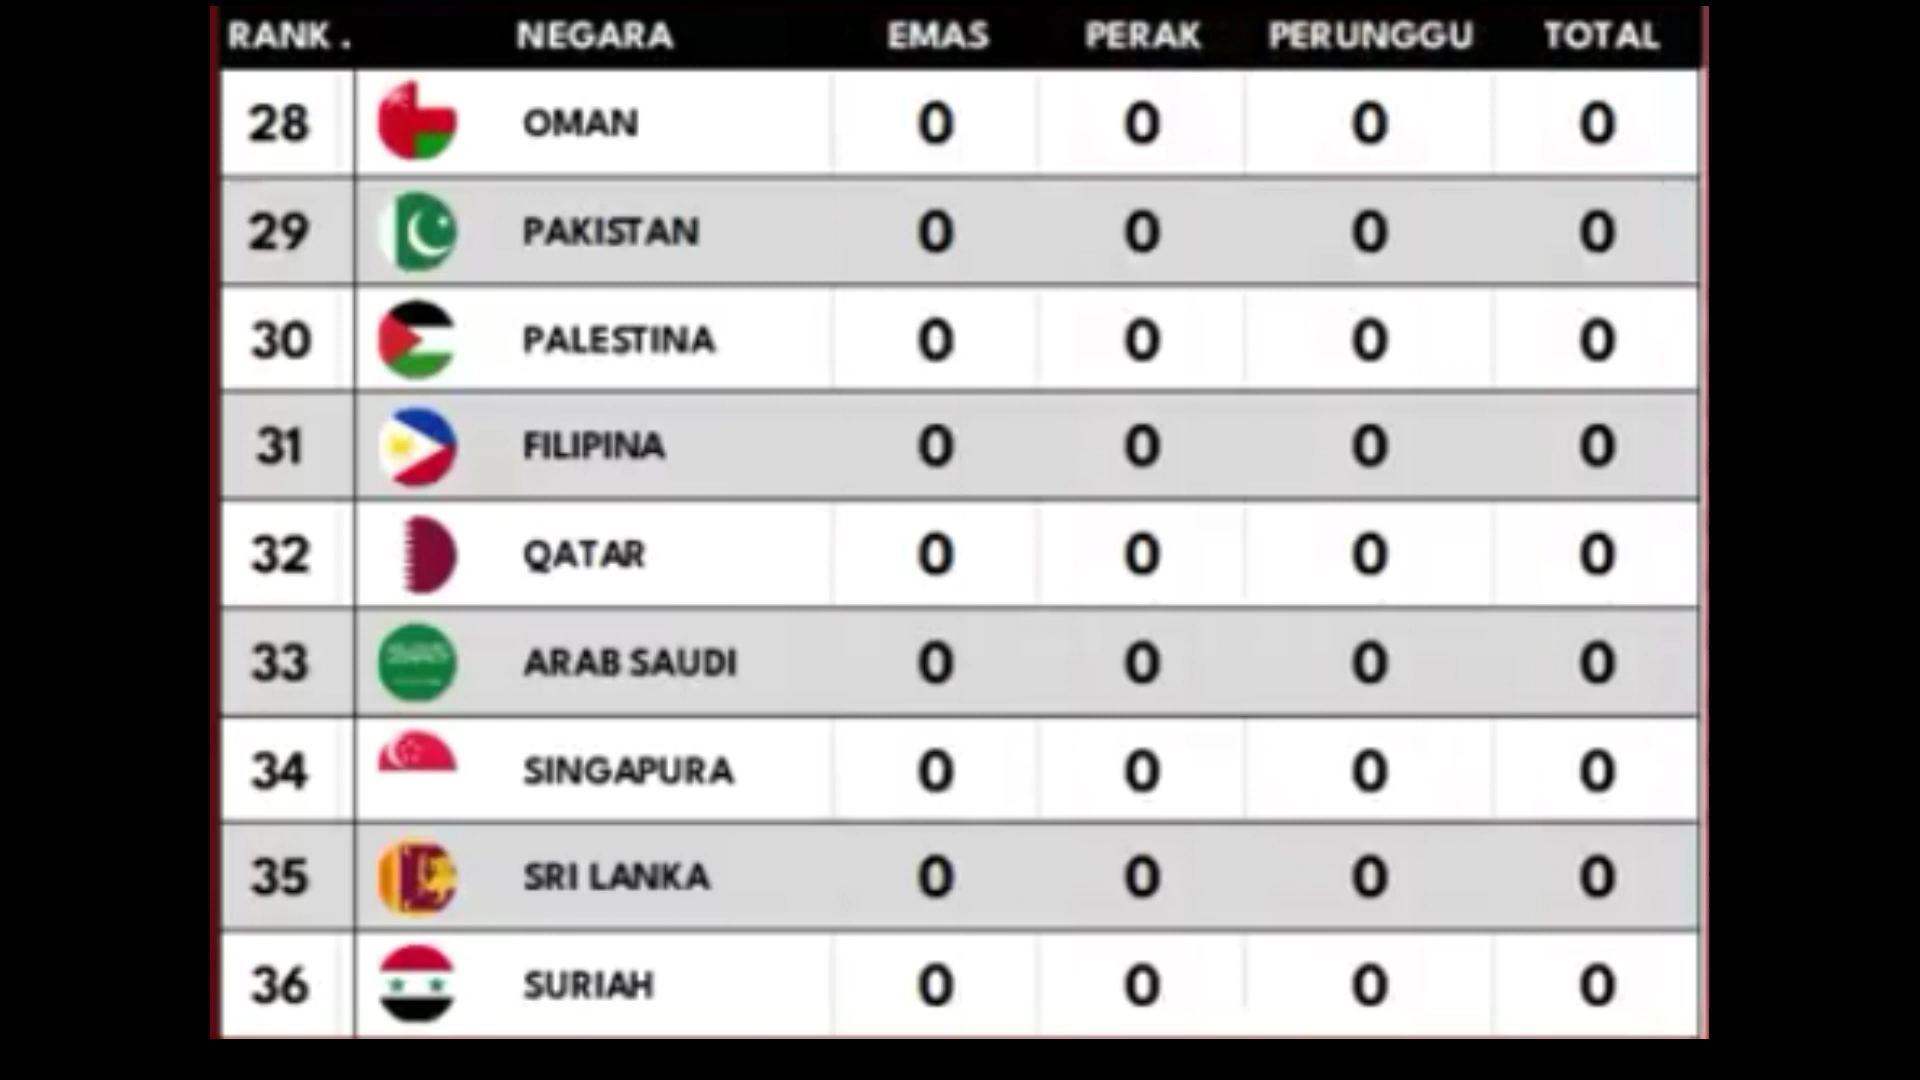 RANK. NEGARA EMAS PERAK PERUNGGU TOTAL
28 OMAN 0 0 0 0
29 PAKISTAN 0 0 0 0
30 PALESTINA 0 0 0 0
31 FILIPINA 0 0 0 0
32 QATAR 0 0 0 0
33 ARAB SAUDI 0 0 0 0
34 SINGAPURA 0 0 0 0
35 SRI LANKA 0 0 0 0
36 SURIAH 0 0 0 0